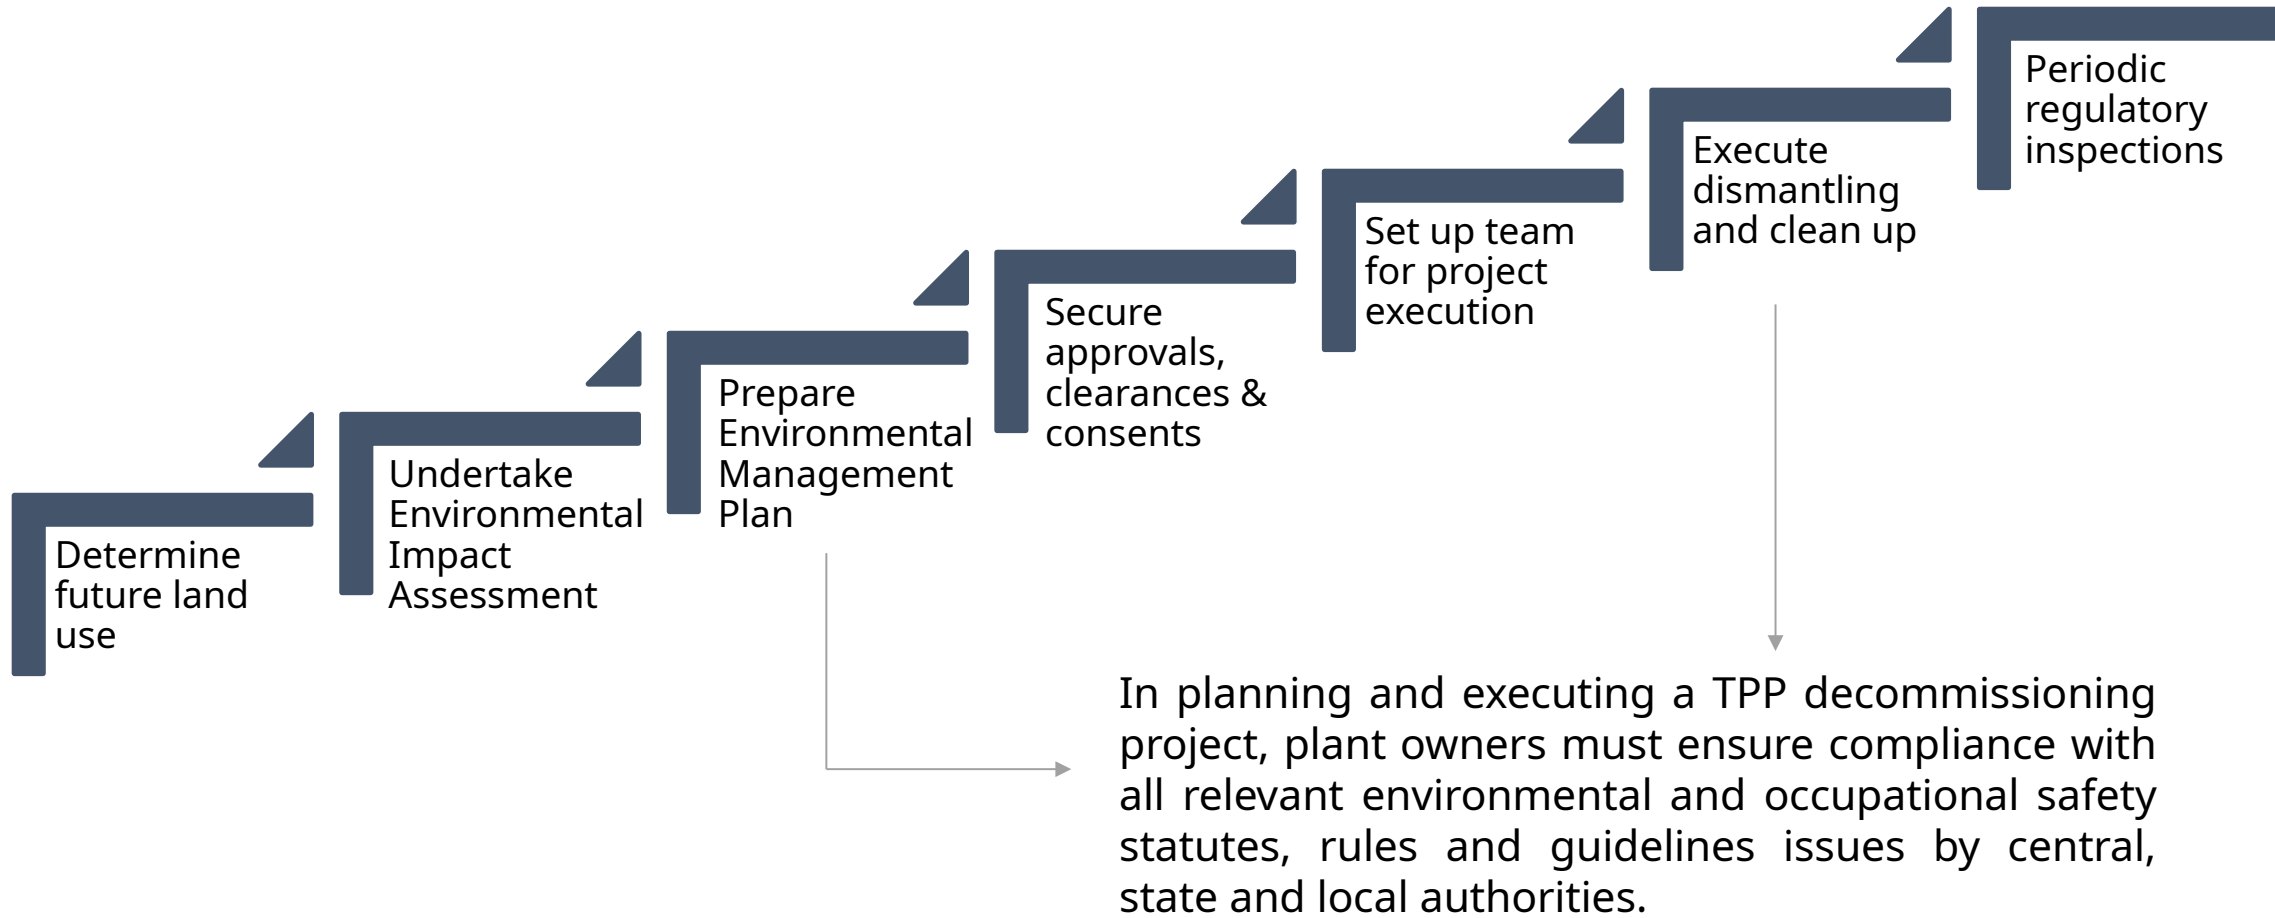 Determine
future land
use
Undertake
Environmental
Impact
Assessment
Prepare
Environmental
Management
Plan
Secure
approvals,
clearances &
consents
Set up team
for project
execution
Execute
dismantling
and clean up
Periodic
regulatory
inspections
In planning and executing a TPP decommissioning
project, plant owners must ensure compliance with
all relevant environmental and occupational safety
statutes, rules and guidelines issues by central,
state and local authorities.